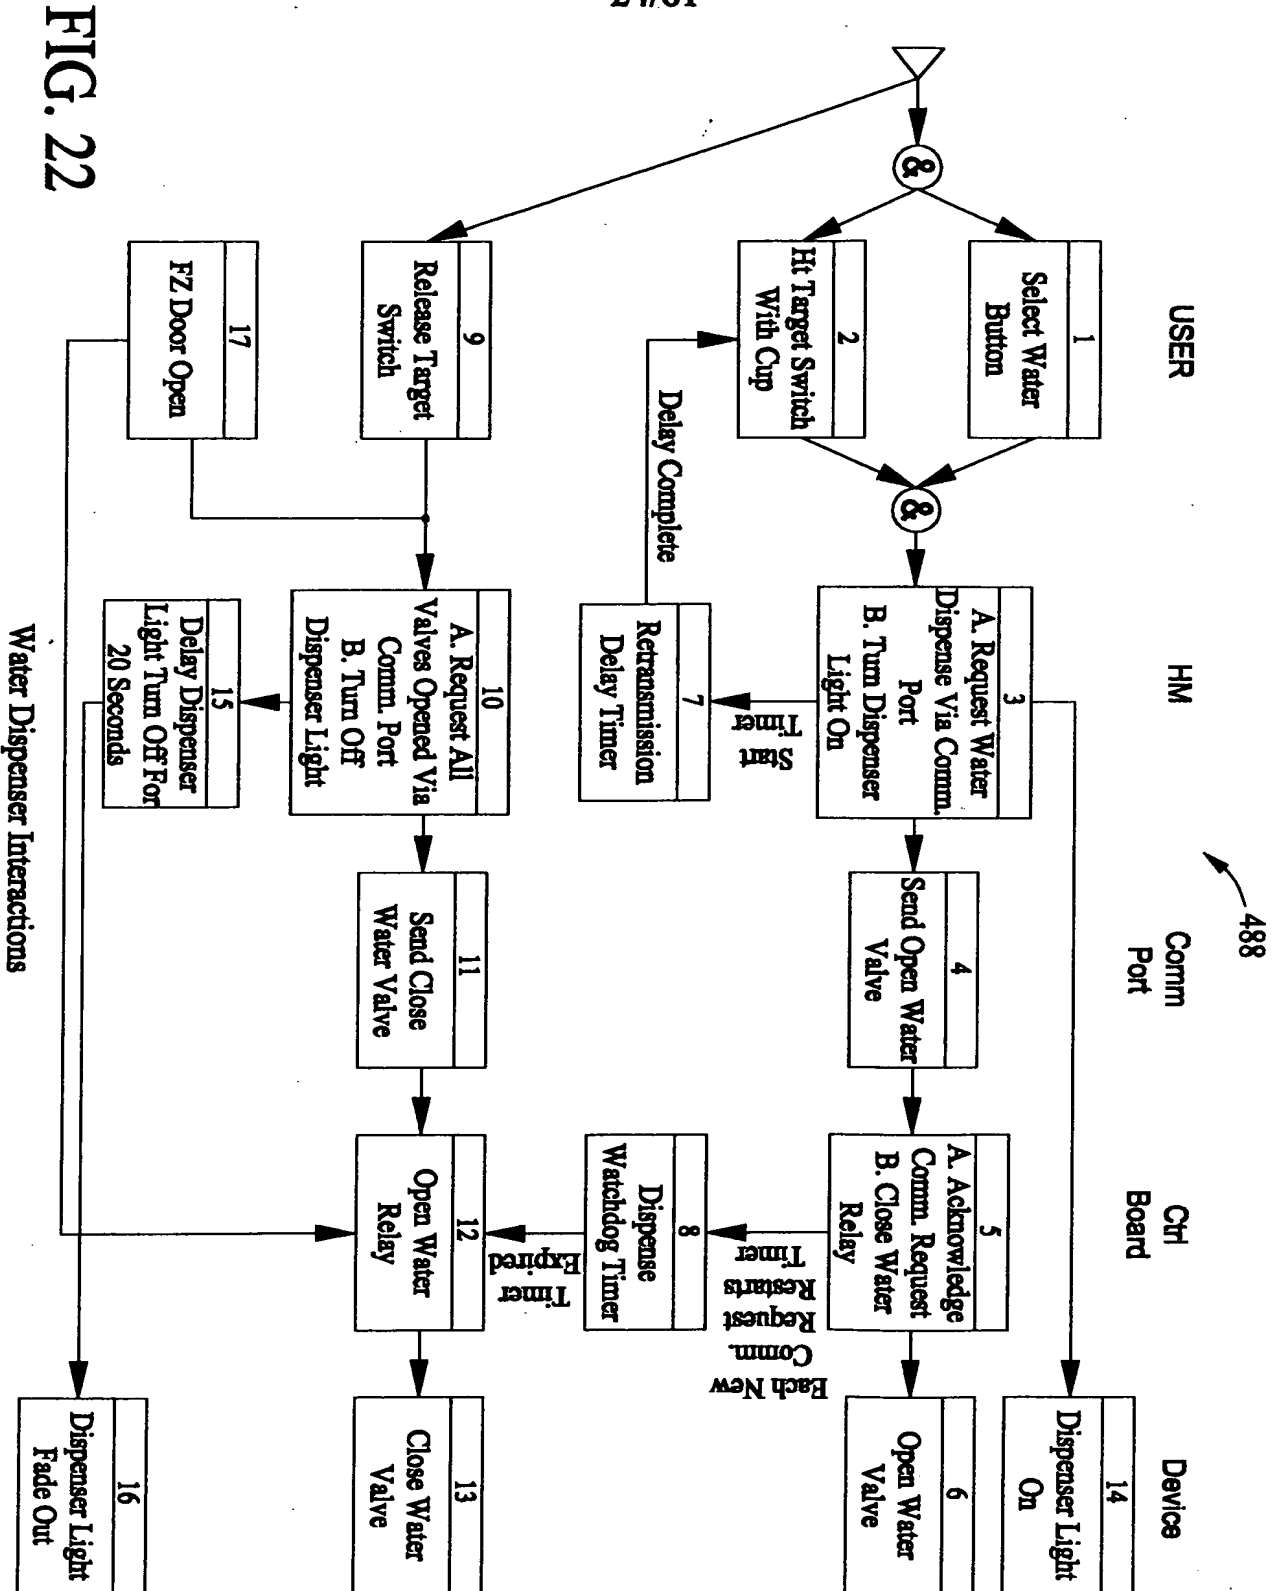 488
USER
HM
Comm
Port
Ctrl
Board
Device
&
1
Select Water
Button
2
Ht Target Switch
With Cup
&
3
A. Request Water
Dispense Via Comm.
Port
B. Turn Dispenser
Light On
4
Send Open Water
Valve
5
A. Acknowledge
Comm. Request
B. Close Water
Relay
6
Open Water
Valve
14
Dispenser Light
On
Start
Timer
7
Retransmission
Delay Timer
Delay Complete
Each New
Comm.
Request
Restarts
Timer
8
Dispense
Watchdog Timer
Timer
Expired
9
Release Target
Switch
10
A. Request All
Valves Opened Via
Comm. Port
B. Turn Off
Dispenser Light
11
Send Close
Water Valve
12
Open Water
Relay
13
Close Water
Valve
17
FZ Door Open
15
Delay Dispenser
Light Turn Off For
20 Seconds
16
Dispenser Light
Fade Out
Water Dispenser Interactions
FIG. 22